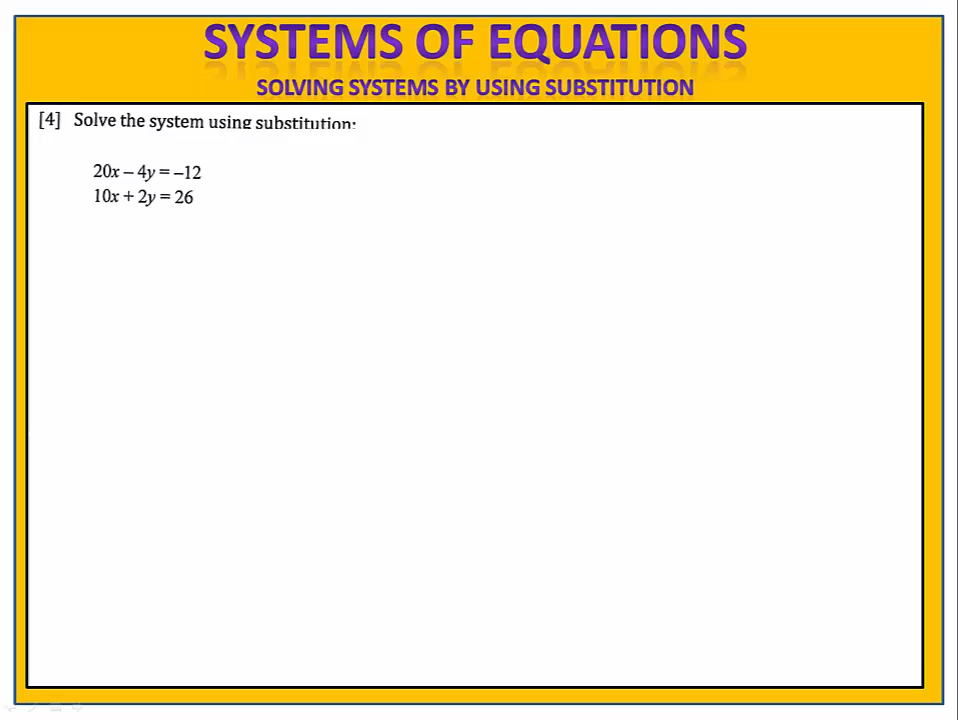 SYSTEMS OF EQUATIONS
SOLVING SYSTEMS BY USING SUBSTITUTION
[4] Solve the system using substitution:
20x – 4y = –12
10x + 2y = 26